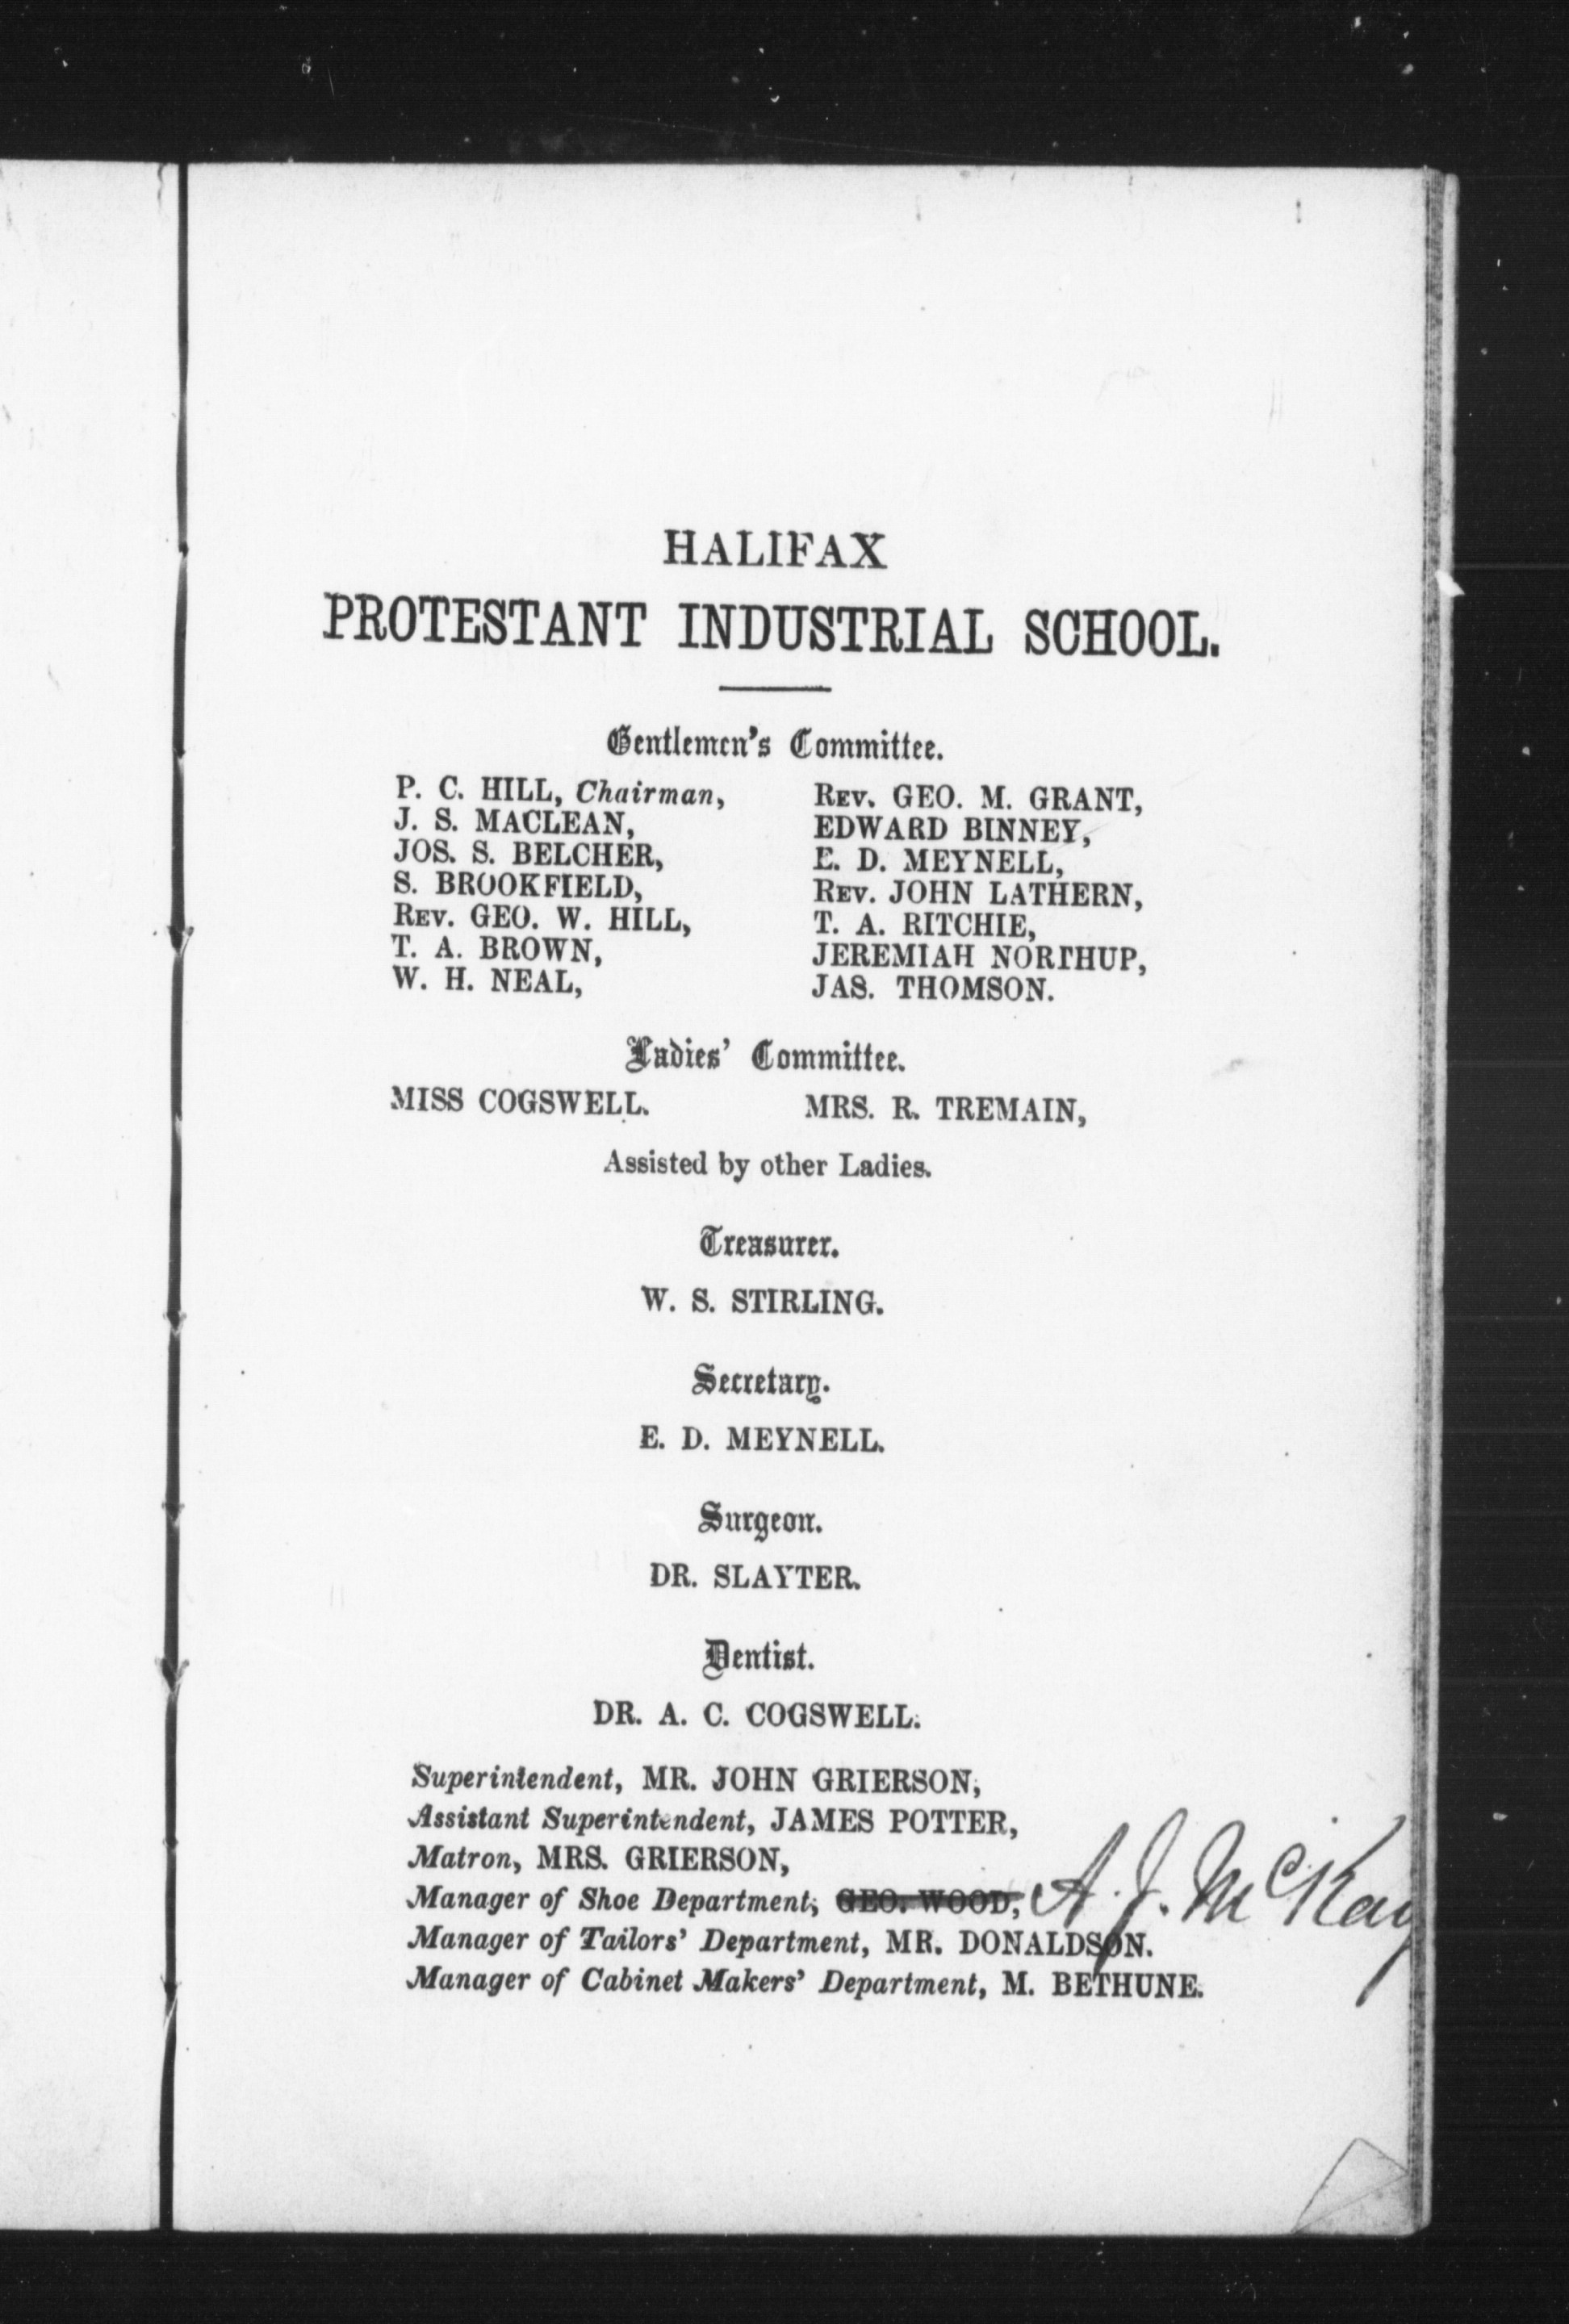 HALIFAX
PROTESTANT INDUSTRIAL SCHOOL.
Gentlemen's Committee.
P. C. HILL, Chairman,
J. S. MACLEAN,
JOS. S. BELCHER,
S. BROOKFIELD,
REV. GEO. W. HILL,
T. A. BROWN,
W. H. NEAL,
REV. GEO. M. GRANT,
EDWARD BINNEY,
E. D. MEYNELL,
REV. JOHN LATHERN,
T. A. RITCHIE,
JEREMIAH NORTHUP,
JAS. THOMSON.
Ladies' Committee.
MISS COGSWELL. MRS. R. TREMAIN,
Assisted by other Ladies.
Treasurer.
W. S. STIRLING.
Secretary.
E. D. MEYNELL.
Surgeon.
DR. SLAYTER.
Dentist.
DR. A. C. COGSWELL.
Superintendent, MR. JOHN GRIERSON,
Assistant Superintendent, JAMES POTTER,
Matron, MRS. GRIERSON,
Manager of Shoe Department, GEO. WOOD, A. J. McKay
Manager of Tailors' Department, MR. DONALDSON.
Manager of Cabinet Makers' Department, M. BETHUNE.